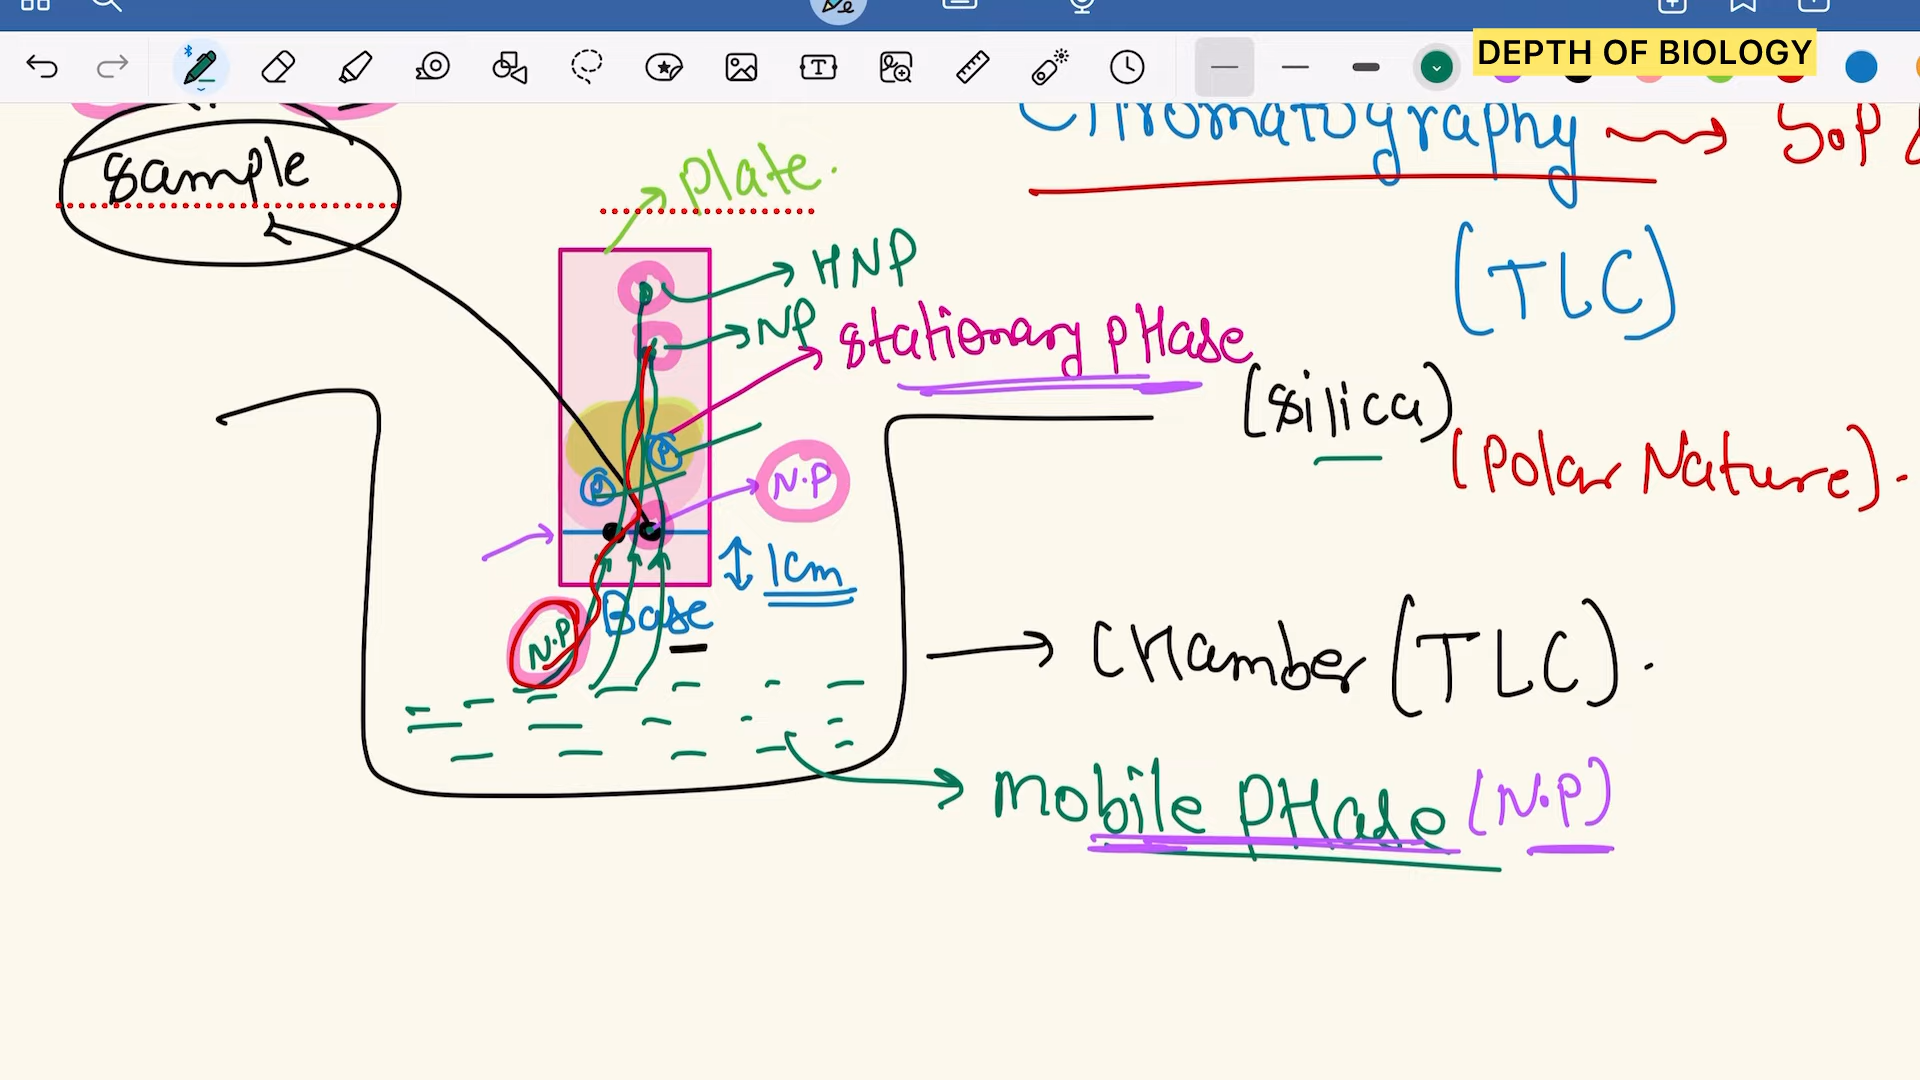 DEPTH OF BIOLOGY
Chromatography
sample
Plate.
(TLC)
HNP
NP
stationary pHase
(silica)
(Polar Nature).
P
P
N.P
1cm
Base
N.P
CHamber (TLC).
mobile pHase (N.P)